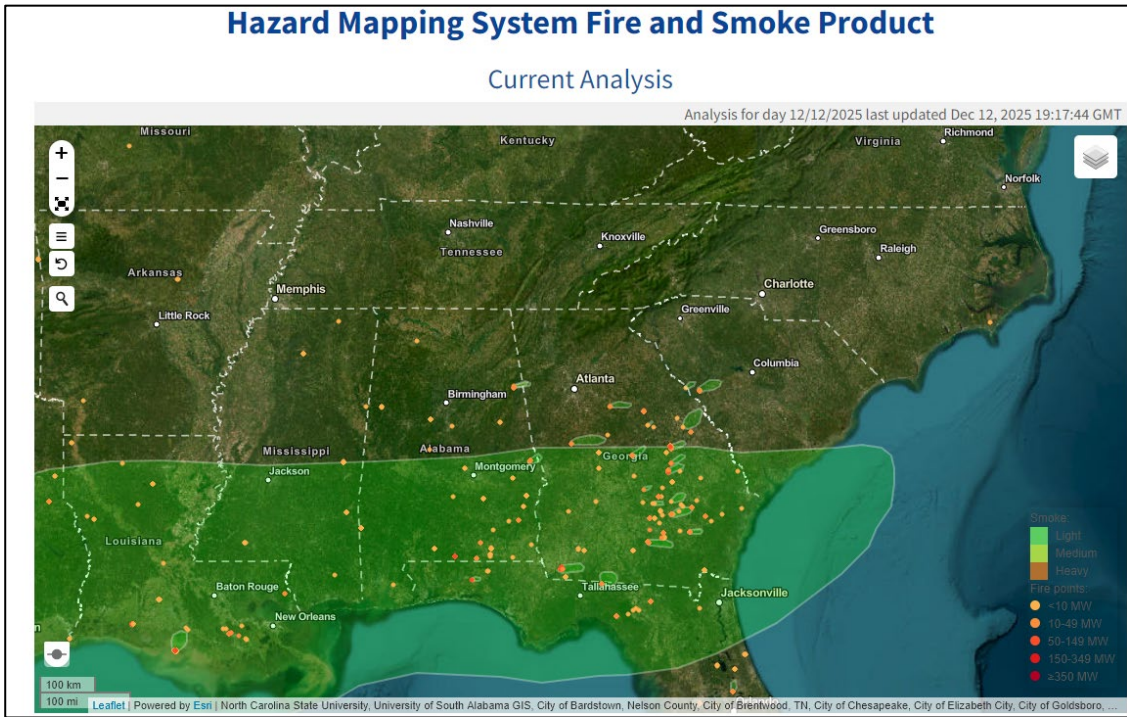 Hazard Mapping System Fire and Smoke Product
Current Analysis
Analysis for day 12/12/2025 last updated Dec 12, 2025 19:17:44 GMT
Missouri
Kentucky
Virginia
Richmond
Norfolk
+
−
Nashville
Tennessee
Knoxville
Greensboro
Raleigh
Arkansas
Memphis
Charlotte
Little Rock
Greenville
Columbia
Atlanta
Birmingham
Mississippi
Alabama
Georgia
Jackson
Montgomery
Louisiana
Baton Rouge
New Orleans
Tallahassee
Jacksonville
Smoke:
Light
Medium
Heavy
Fire points:
<10 MW
10-49 MW
50-149 MW
150-349 MW
≥350 MW
100 km
100 mi
Leaflet | Powered by Esri | North Carolina State University, University of South Alabama GIS, City of Bardstown, Nelson County, City of Brentwood, TN, City of Chesapeake, City of Elizabeth City, City of Goldsboro, ...